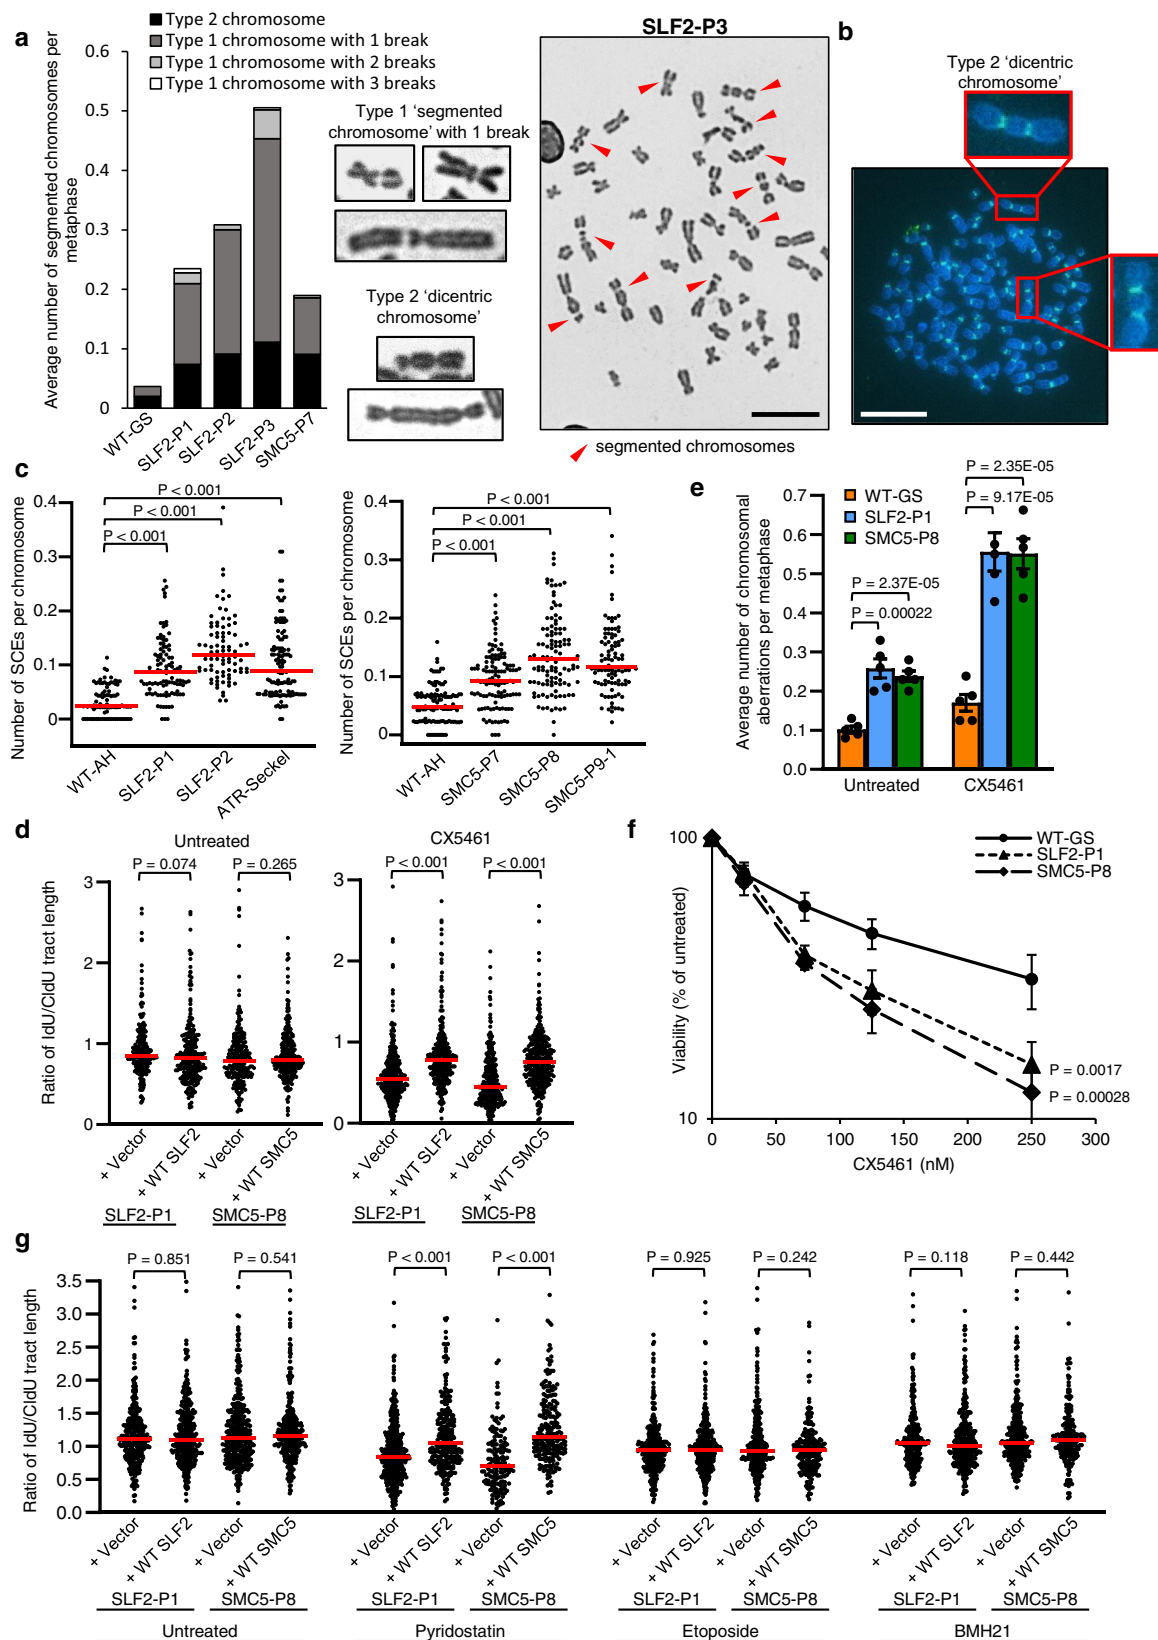 a
Type 2 chromosome
Type 1 chromosome with 1 break
Type 1 chromosome with 2 breaks
Type 1 chromosome with 3 breaks
Average number of segmented chromosomes per metaphase
0.6
0.5
0.4
0.3
0.2
0.1
0
WT-GS
SLF2-P1
SLF2-P2
SLF2-P3
SMC5-P7
Type 1 ‘segmented
chromosome’ with 1 break
Type 2 ‘dicentric
chromosome’
SLF2-P3
segmented chromosomes
b
Type 2 ‘dicentric
chromosome’
c
Number of SCEs per chromosome
0.4
0.3
0.2
0.1
0
P < 0.001
P < 0.001
P < 0.001
WT-AH
SLF2-P1
SLF2-P2
ATR-Seckel
Number of SCEs per chromosome
0.4
0.3
0.2
0.1
0
P < 0.001
P < 0.001
P < 0.001
WT-AH
SMC5-P7
SMC5-P8
SMC5-P9-1
e
Average number of chromosomal
aberrations per metaphase
0.7
0.6
0.5
0.4
0.3
0.2
0.1
0.0
WT-GS
SLF2-P1
SMC5-P8
P = 2.37E-05
P = 0.00022
P = 2.35E-05
P = 9.17E-05
Untreated
CX5461
d
Ratio of IdU/CldU tract length
Untreated
P = 0.074
P = 0.265
3
2
1
0
+ Vector
+ WT SLF2
+ Vector
+ WT SMC5
SLF2-P1
SMC5-P8
CX5461
P < 0.001
P < 0.001
3
2
1
0
+ Vector
+ WT SLF2
+ Vector
+ WT SMC5
SLF2-P1
SMC5-P8
f
Viability (% of untreated)
100
10
WT-GS
SLF2-P1
SMC5-P8
P = 0.0017
P = 0.00028
0
50
100
150
200
250
300
CX5461 (nM)
g
Ratio of IdU/CldU tract length
3.5
3.0
2.5
2.0
1.5
1.0
0.5
0.0
P = 0.851
P = 0.541
P < 0.001
P < 0.001
P = 0.925
P = 0.242
P = 0.118
P = 0.442
+ Vector
+ WT SLF2
+ Vector
+ WT SMC5
+ Vector
+ WT SLF2
+ Vector
+ WT SMC5
+ Vector
+ WT SLF2
+ Vector
+ WT SMC5
+ Vector
+ WT SLF2
+ Vector
+ WT SMC5
SLF2-P1
SMC5-P8
SLF2-P1
SMC5-P8
SLF2-P1
SMC5-P8
SLF2-P1
SMC5-P8
Untreated
Pyridostatin
Etoposide
BMH21